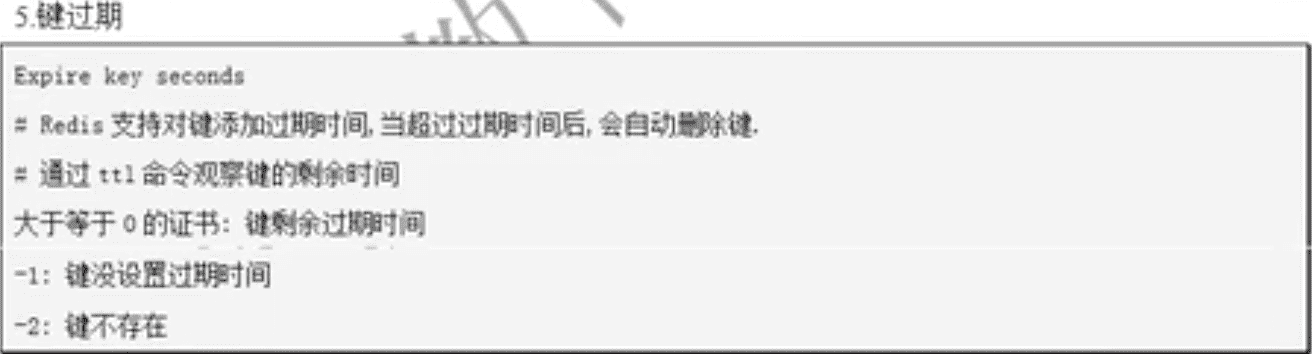 5.键过期
Expire key seconds
# Redis 支持对键添加过期时间,当超过过期时间后,会自动删除键.
# 通过 ttl 命令观察键的剩余时间
大于等于 0 的证书: 键剩余过期时间
-1: 键没设置过期时间
-2: 键不存在